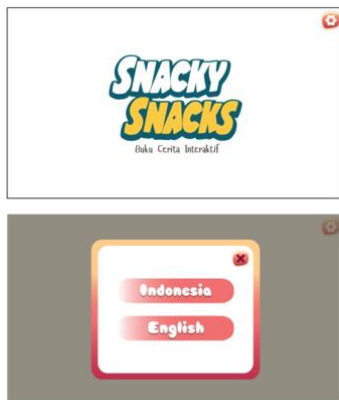 SNACKY
SNACKS
Buku Cerita Interaktif
Indonesia
English